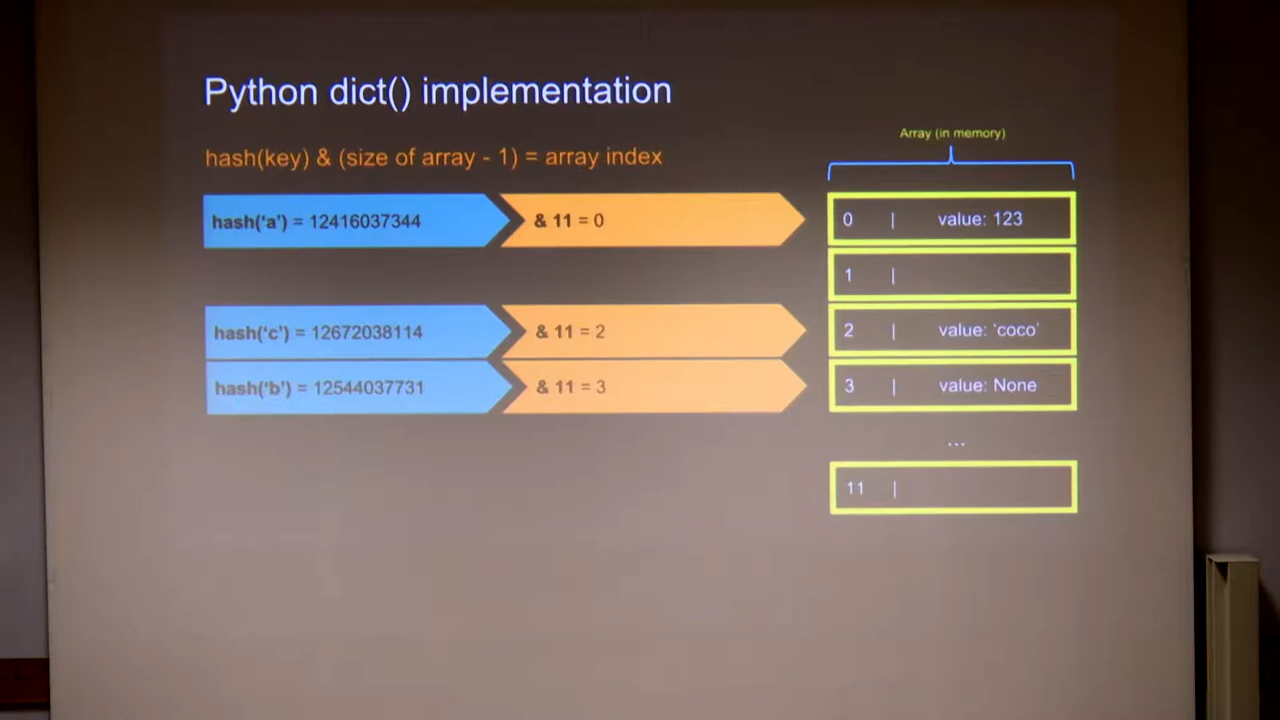 Python dict() implementation
Array (in memory)
hash(key) & (size of array - 1) = array index
hash(‘a’) = 12416037344 & 11 = 0 0 | value: 123
1 |
hash(‘c’) = 12672038114 & 11 = 2 2 | value: ‘coco’
hash(‘b’) = 12544037731 & 11 = 3 3 | value: None
...
11 |